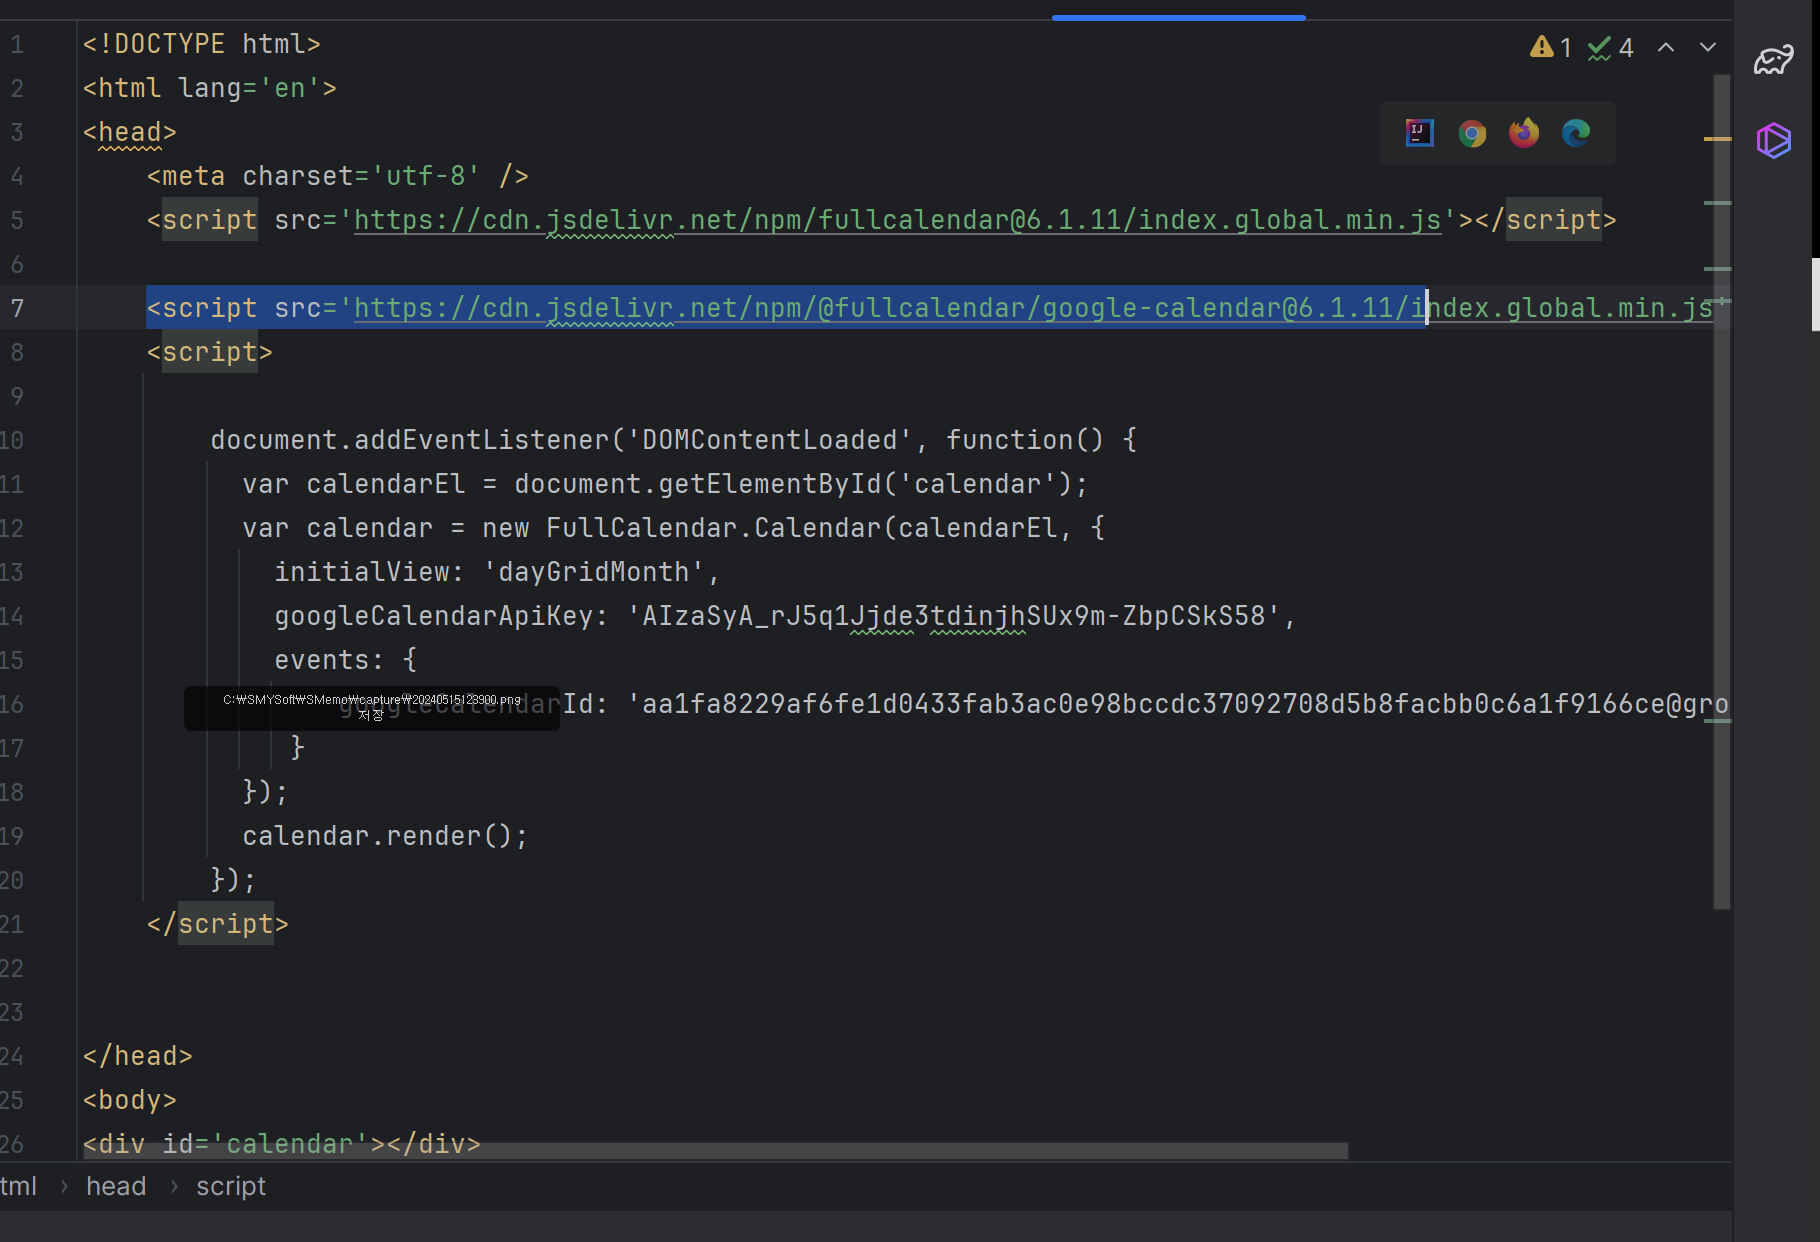 1 <!DOCTYPE html> 1 4
2 <html lang='en'>
3 <head>
4 <meta charset='utf-8' />
5 <script src='https://cdn.jsdelivr.net/npm/fullcalendar@6.1.11/index.global.min.js'></script>
6
7 <script src='https://cdn.jsdelivr.net/npm/@fullcalendar/google-calendar@6.1.11/index.global.min.js'
8 <script>
9
10 document.addEventListener('DOMContentLoaded', function() {
11 var calendarEl = document.getElementById('calendar');
12 var calendar = new FullCalendar.Calendar(calendarEl, {
13 initialView: 'dayGridMonth',
14 googleCalendarApiKey: 'AIzaSyA_rJ5q1Jjde3tdinjhSUx9m-ZbpCSkS58',
15 events: {
C:\SMYSoft\SMemo\capture\20240515123900.png
저장
16 googleCalendarId: 'aa1fa8229af6fe1d0433fab3ac0e98bccdc37092708d5b8facbb0c6a1f9166ce@gro
17 }
18 });
19 calendar.render();
20 });
21 </script>
22
23
24 </head>
25 <body>
26 <div id='calendar'></div>
tml › head › script